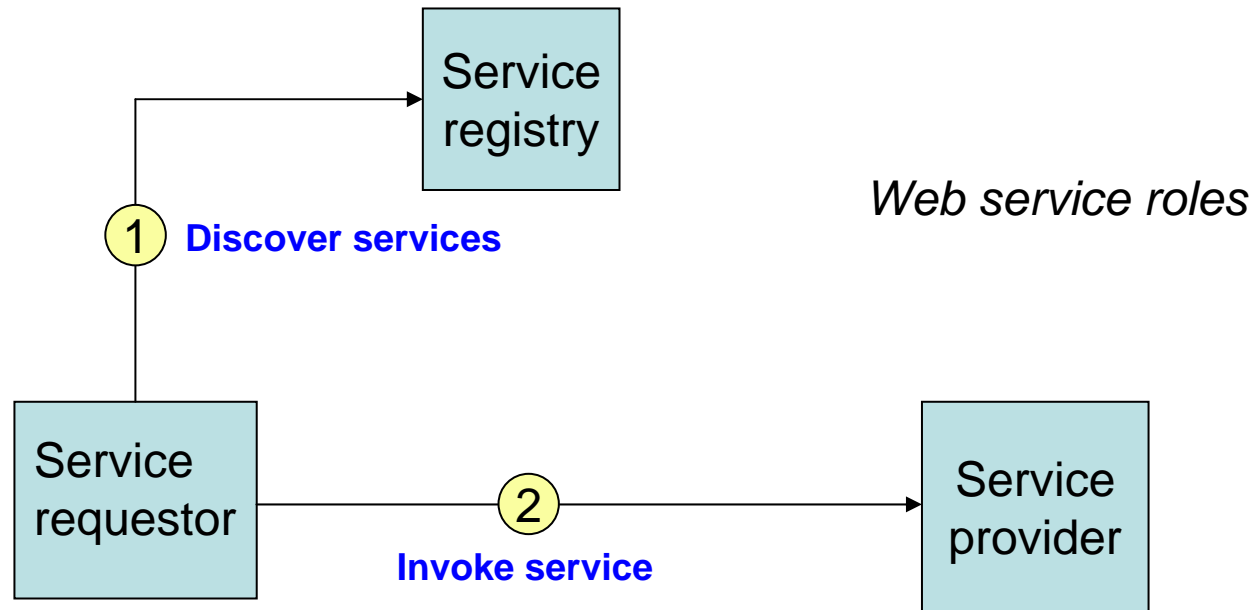 Service
registry
Web service roles
1 Discover services
Service
requestor
2
Invoke service
Service
provider